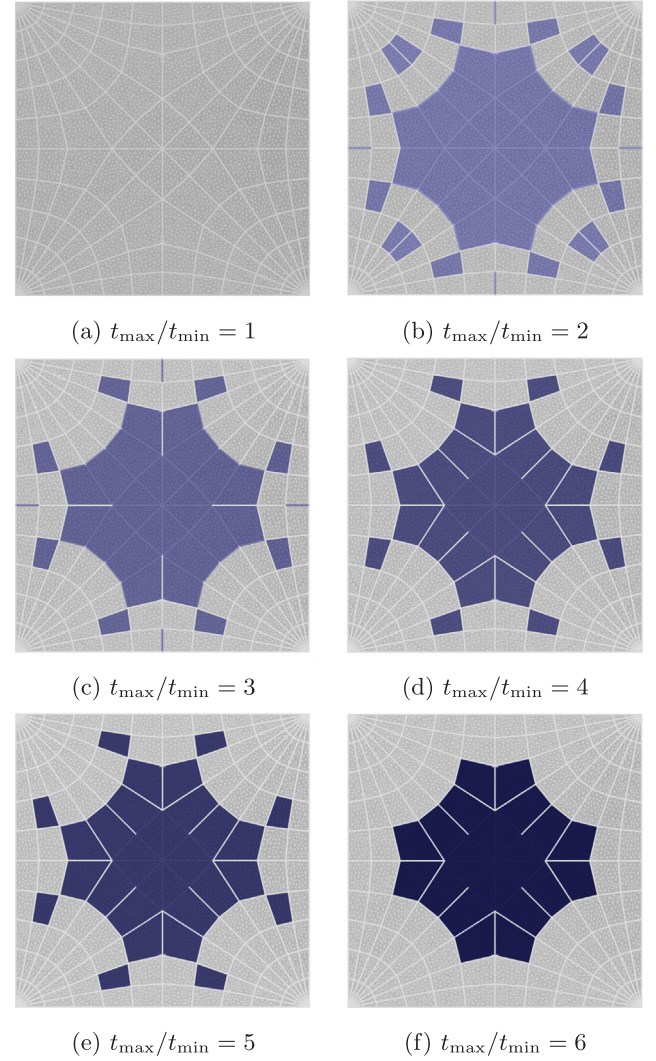 (a) t_max/t_min = 1
(b) t_max/t_min = 2
(c) t_max/t_min = 3
(d) t_max/t_min = 4
(e) t_max/t_min = 5
(f) t_max/t_min = 6